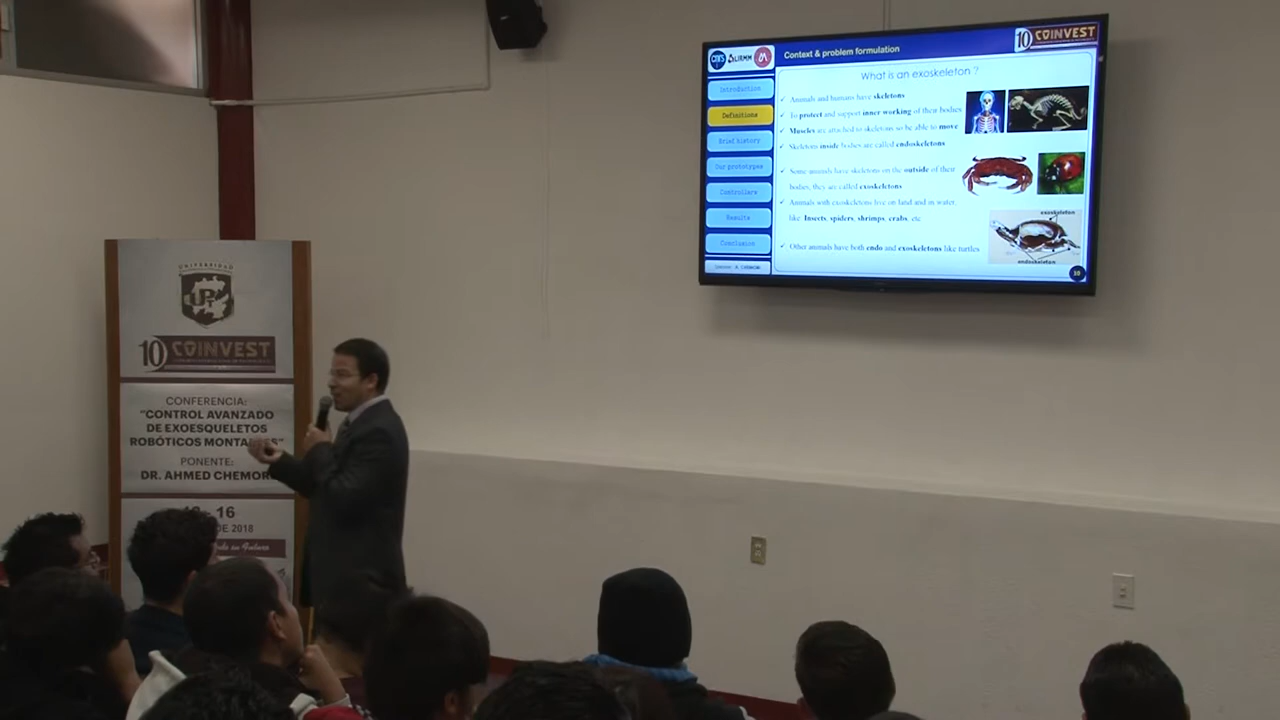 Context & problem formulation
10 COINVEST
CNRS LIRMM
What is an exoskeleton ?
Introduction
Definitions
Brief history
Our prototypes
Controllers
Results
Conclusion
✓ Animals and humans have skeletons
✓ To protect and support inner working of their bodies
✓ Muscles are attached to skeletons so be able to move
✓ Skeletons inside bodies are called endoskeletons
✓ Some animals have skeletons on the outside of their
bodies, they are called exoskeletons
✓ Animals with exoskeletons live on land and in water,
like Insects, spiders, shrimps, crabs, etc
✓ Other animals have both endo and exoskeletons like turtles
exoskeleton
endoskeleton
10
UNIVERSIDAD
UPT
10 COINVEST
CONFERENCIA:
"CONTROL AVANZADO
DE EXOESQUELETOS
ROBÓTICOS
PONENTE:
DR. AHMED
16
DE 2018